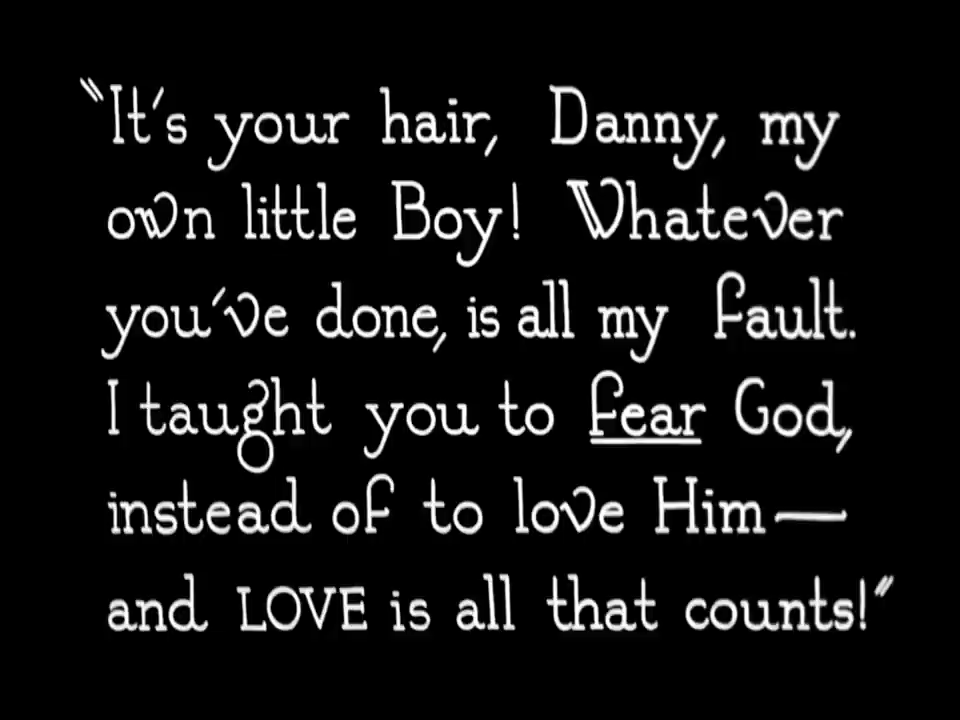 "It's your hair, Danny, my
own little Boy! Whatever
you've done, is all my fault.
I taught you to fear God,
instead of to love Him—
and LOVE is all that counts!"